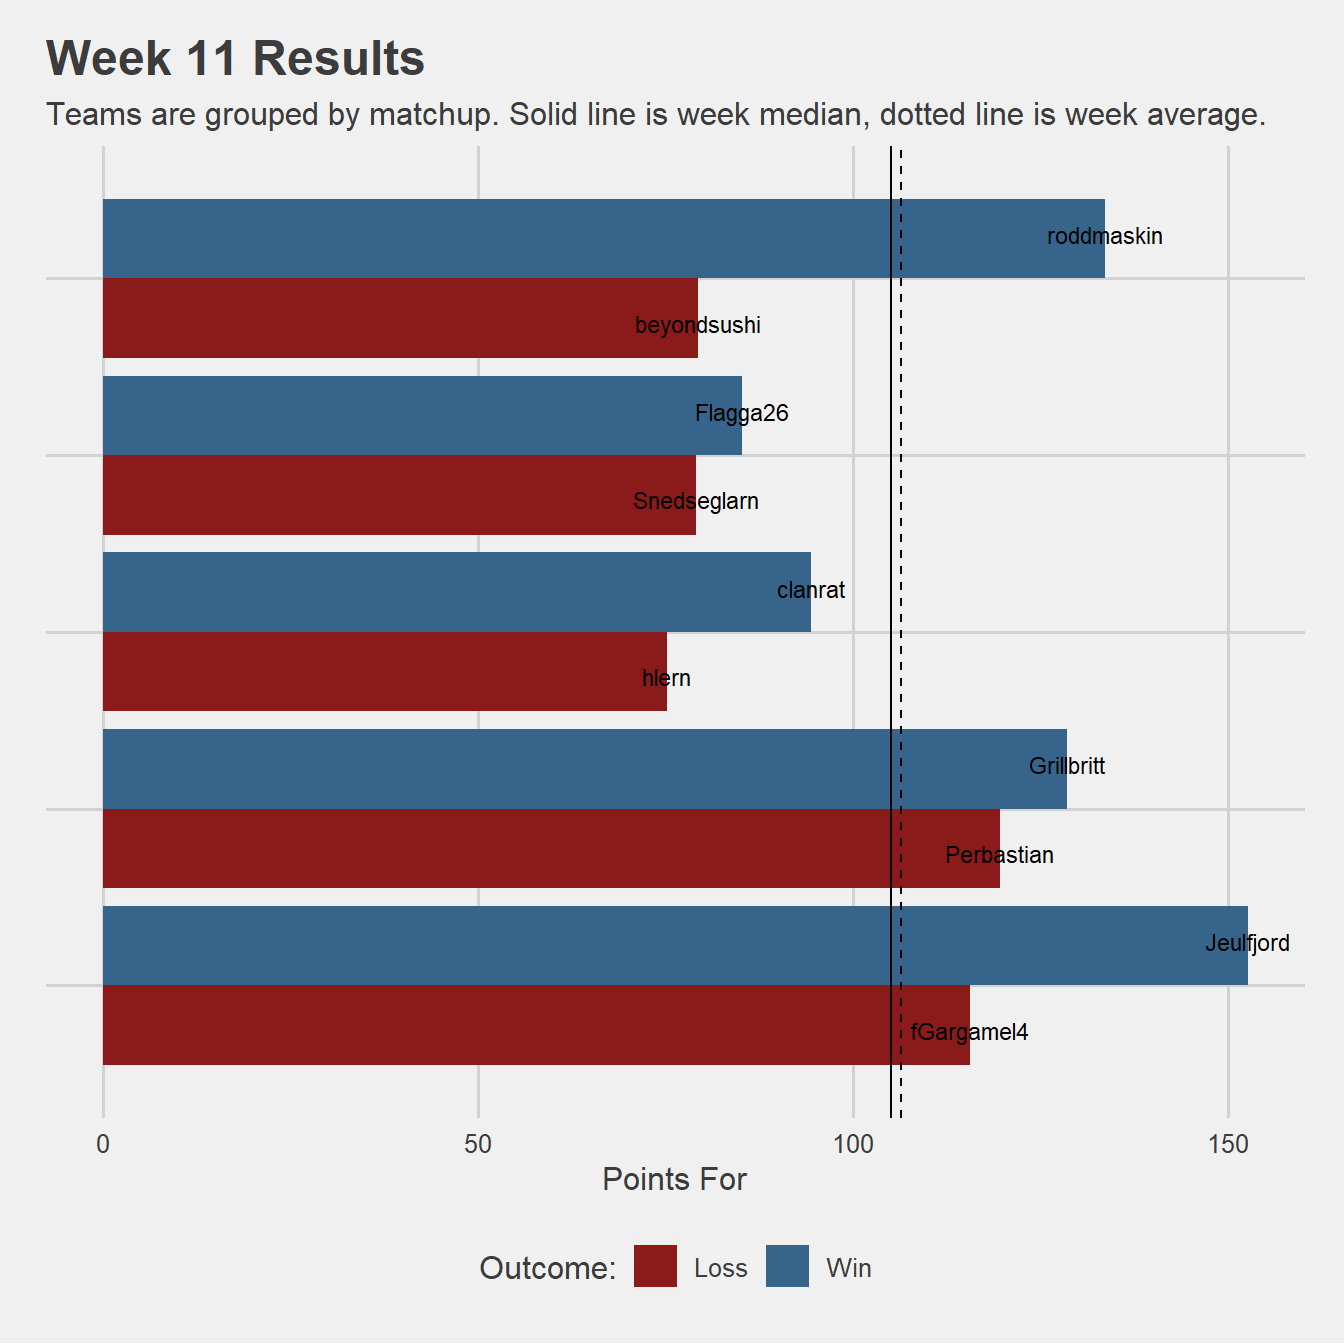 Week 11 Results
Teams are grouped by matchup. Solid line is week median, dotted line is week average.
roddmaskin
beyondsushi
Flagga26
Snedseglarn
clanrat
hlern
Grillbritt
Perbastian
Jeulfjord
fGargamel4
0 50 100 150
Points For
Outcome: Loss Win